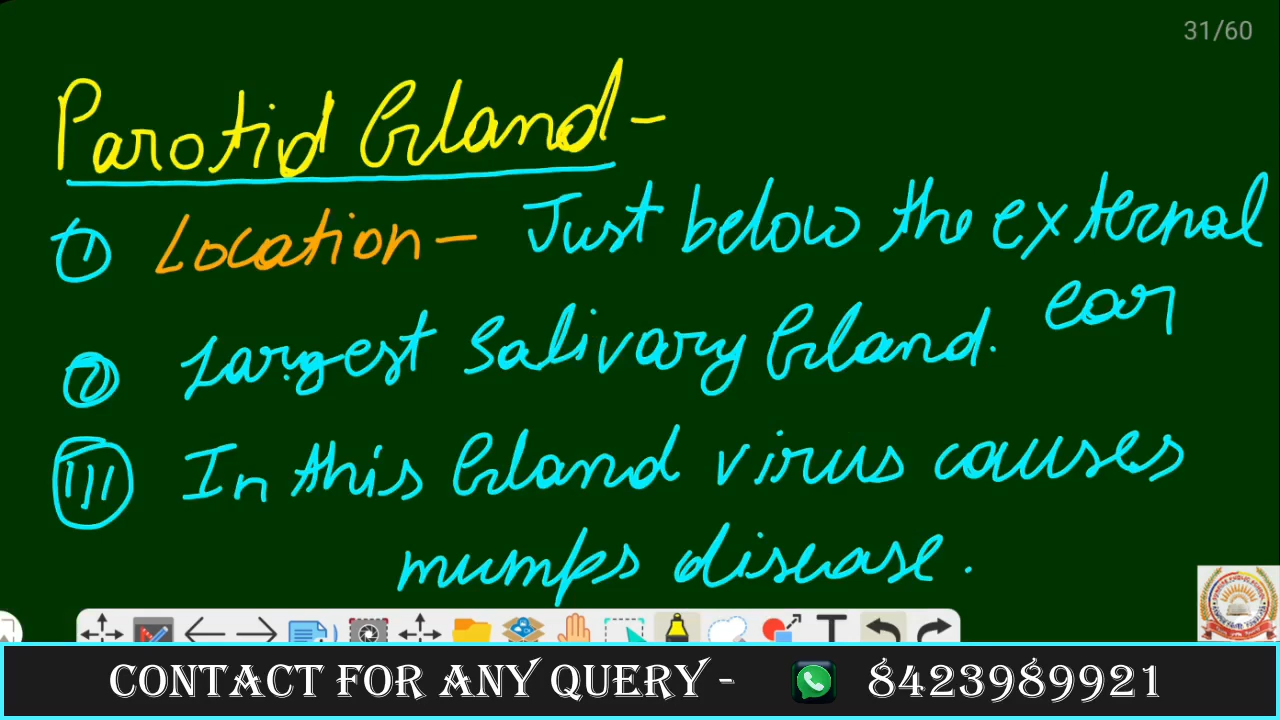 31/60
Parotid Gland-
① Location- Just below the external
ear
② Largest Salivary Gland.
III In this Gland virus causes
mumps disease.
T
CONTACT FOR ANY QUERY - 8423989921